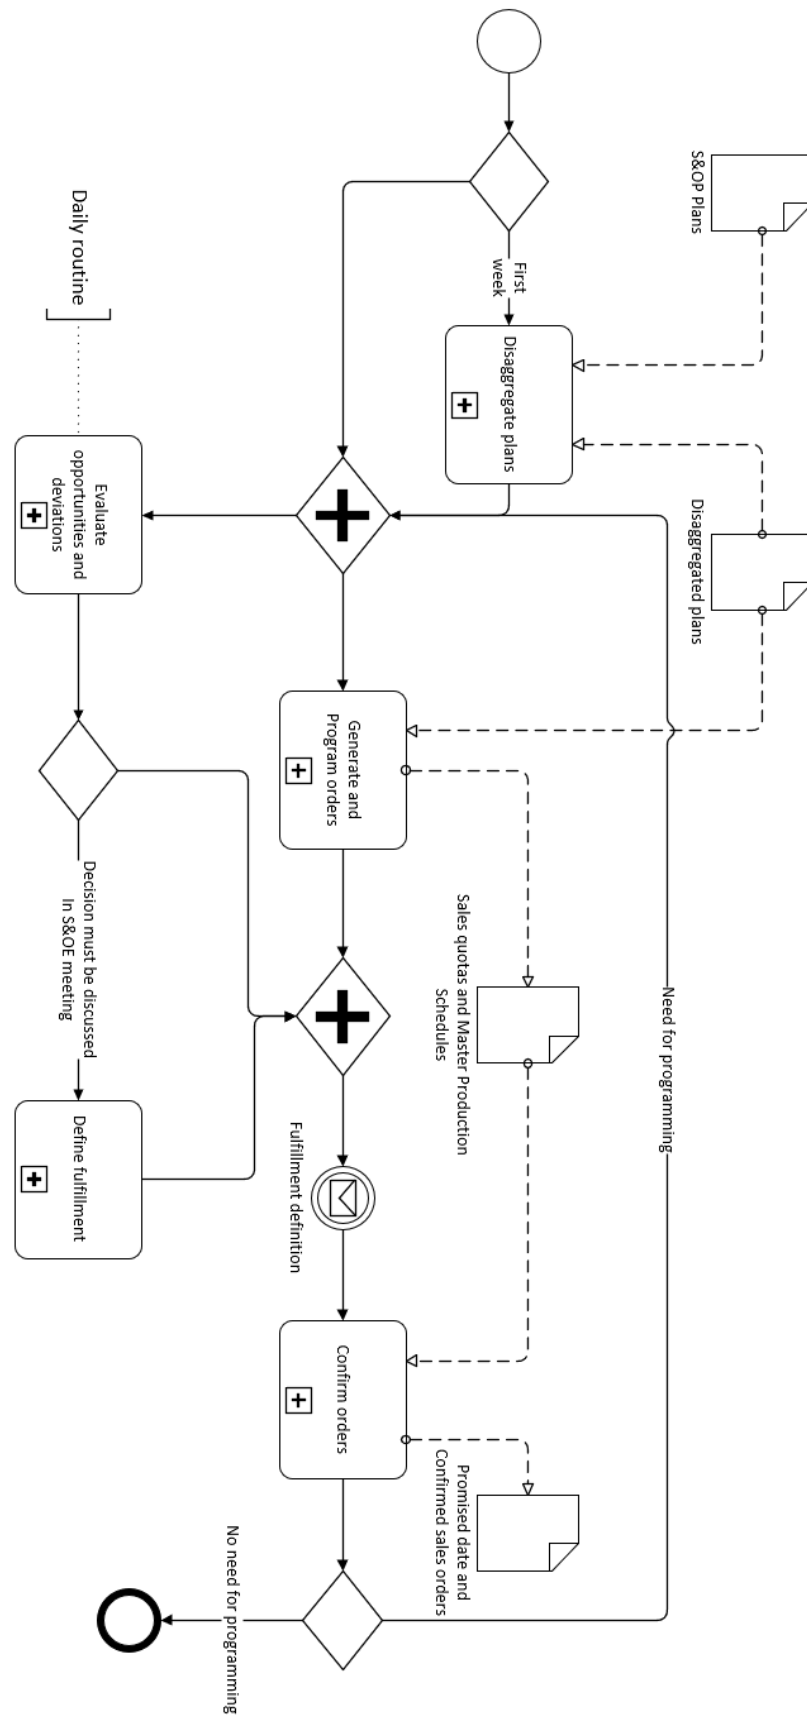 S&OP Plans
First
week
Disaggregate plans
Disaggregated plans
Daily routine
Evaluate
opportunities and
deviations
Generate and
Program orders
Decision must be discussed
In S&OE meeting
Define fulfillment
Sales quotas and Master Production
Schedules
Need for programming
Fulfillment definition
Confirm orders
Promised date and
Confirmed sales orders
No need for programming